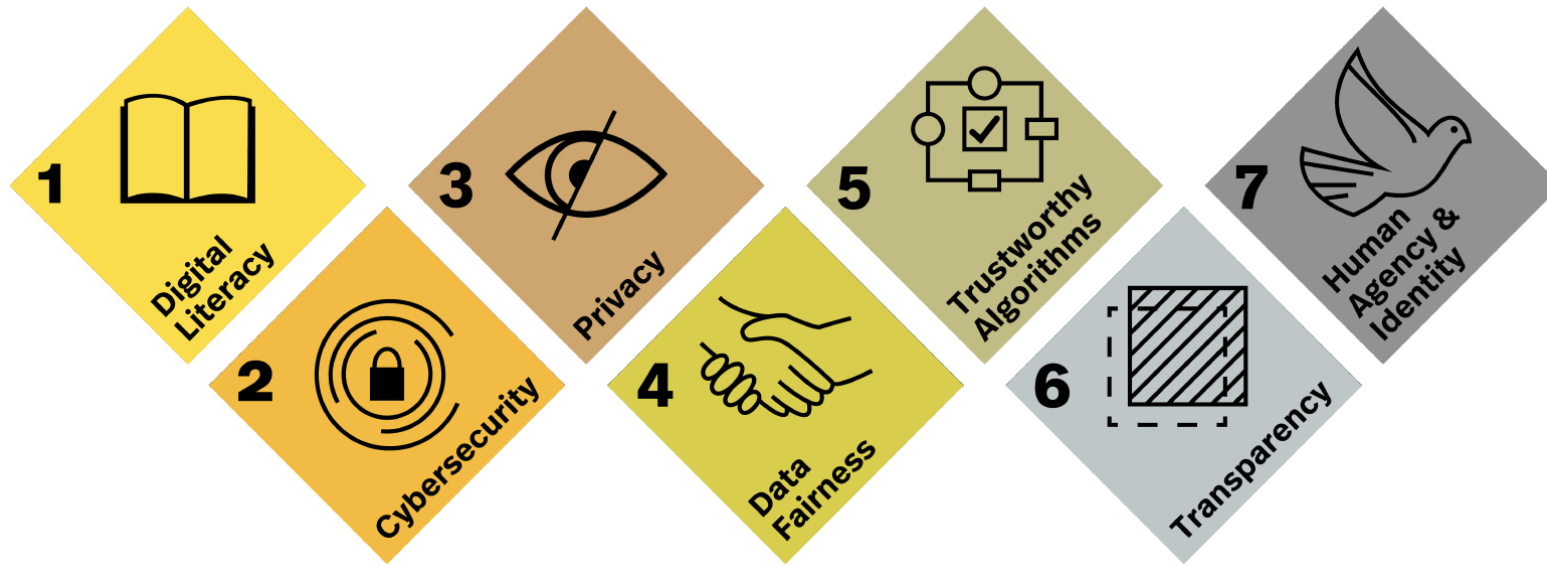 1
Digital
Literacy
2
Cybersecurity
3
Privacy
4
Data
Fairness
5
Trustworthy
Algorithms
6
Transparency
7
Human
Agency &
Identity